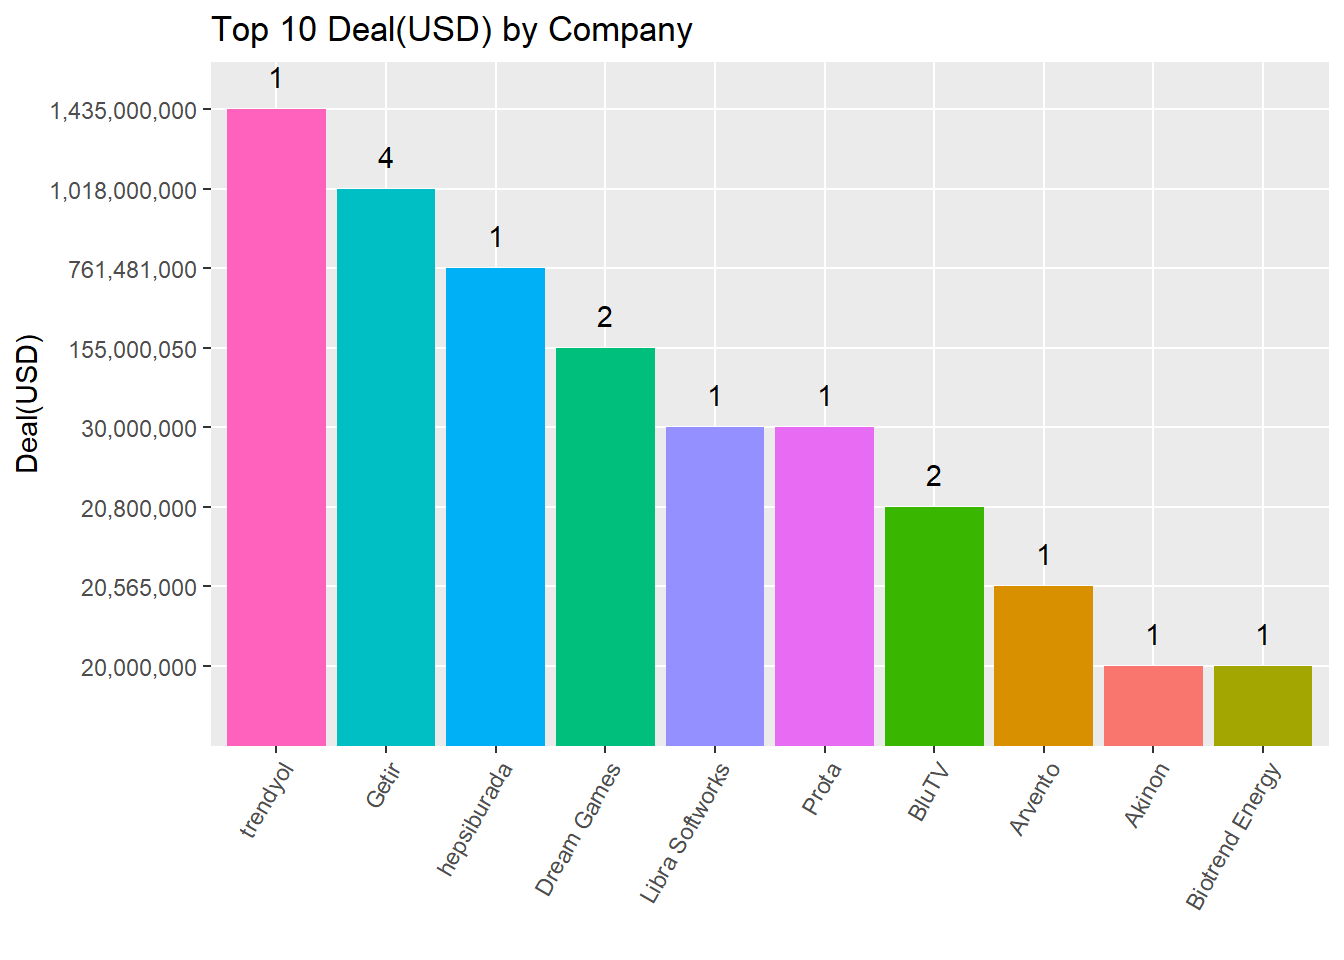 Top 10 Deal(USD) by Company
Deal(USD)
1,435,000,000
1,018,000,000
761,481,000
155,000,050
30,000,000
20,800,000
20,565,000
20,000,000
1
4
1
2
1
1
2
1
1
1
trendyol
Getir
hepsiburada
Dream Games
Libra Softworks
Prota
BluTV
Arvento
Akinon
Biotrend Energy